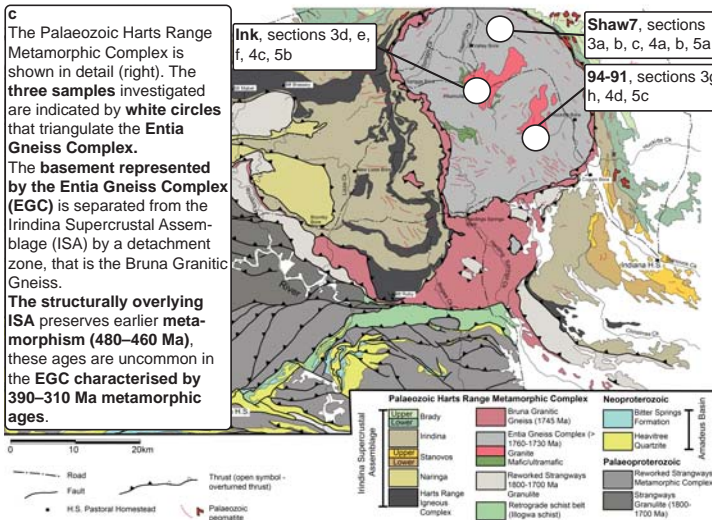 C
The Palaeozoic Harts Range
Metamorphic Complex is
shown in detail (right). The
three samples investigated
are indicated by white circles
that triangulate the Entia
Gneiss Complex.
The basement represented
by the Entia Gneiss Complex
(EGC) is separated from the
Irindina Supercrustal Assem-
blage (ISA) by a detachment
zone, that is the Bruna Granitic
Gneiss.
The structurally overlying
ISA preserves earlier meta-
morphism (480–460 Ma),
these ages are uncommon in
the EGC characterised by
390–310 Ma metamorphic
ages.
Ink, sections 3d, e,
f, 4c, 5b
Shaw7, sections
3a, b, c, 4a, b, 5a
94-91, sections 3g
h, 4d, 5c
River
Indiana H.S.
0 10 20km
Road
Fault
H.S. Pastoral Homestead
Thrust (open symbol -
overturned thrust)
Palaeozoic
pegmatite
Palaeozoic Harts Range Metamorphic Complex
Irindina Supercrustal
Assemblage
Upper
Lower
Brady
Irindina
Upper
Lower
Stanovos
Naringa
Harts Range
Igneous
Complex
Bruna Granitic
Gneiss (1745 Ma)
Entia Gneiss Complex (>
1760-1730 Ma)
Granite
Mafic/ultramafic
Reworked Strangways
1800-1700 Ma
Granulite
Retrograde schist belt
(Illogwa schist)
Neoproterozoic
Bitter Springs
Formation
Heavitree
Quartzite
Amadeus Basin
Palaeoproterozoic
Reworked Strangways
Metamorphic Complex
Strangways
Granulite (1800-
1700 Ma)